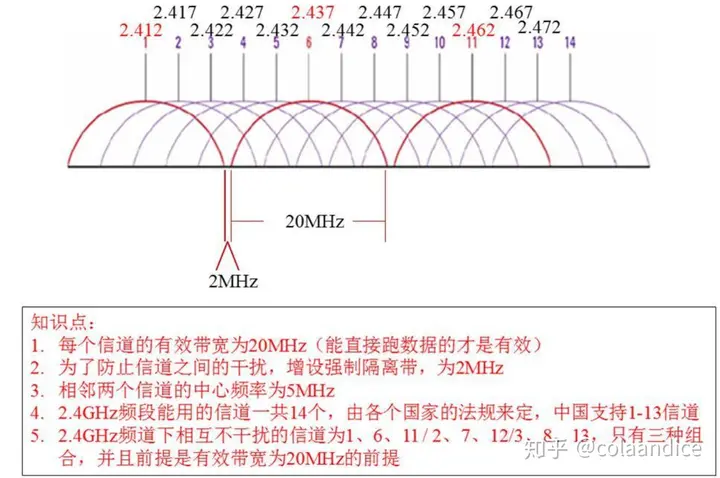 2.417 2.427 2.437 2.447 2.457 2.467
2.412 2.422 2.432 2.442 2.452 2.462 2.472
1 2 3 4 5 6 7 8 9 10 11 12 13 14
20MHz
2MHz
知识点：
1. 每个信道的有效带宽为20MHz（能直接跑数据的才是有效）
2. 为了防止信道之间的干扰，增设强制隔离带，为2MHz
3. 相邻两个信道的中心频率为5MHz
4. 2.4GHz频段能用的信道一共14个，由各个国家的法规来定，中国支持1-13信道
5. 2.4GHz频道下相互不干扰的信道为1、6、11 / 2、7、12/3、8、13，只有三种组
合，并且前提是有效带宽为20MHz的前提
知乎 @colaandice